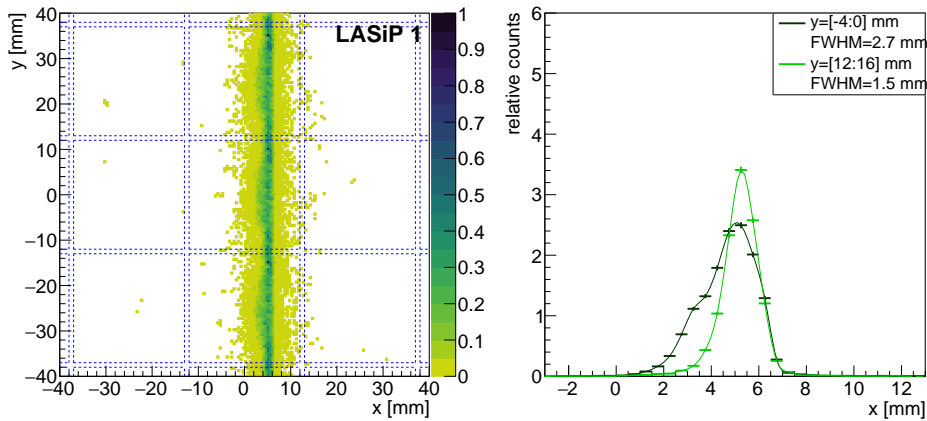 LASiP 1
y [mm]
40
30
20
10
0
−10
−20
−30
−40
−40 −30 −20 −10 0 10 20 30 40
x [mm]
1
0.9
0.8
0.7
0.6
0.5
0.4
0.3
0.2
0.1
0
relative counts
6
5
4
3
2
1
0
−2 0 2 4 6 8 10 12
x [mm]
y=[-4:0] mm
FWHM=2.7 mm
y=[12:16] mm
FWHM=1.5 mm